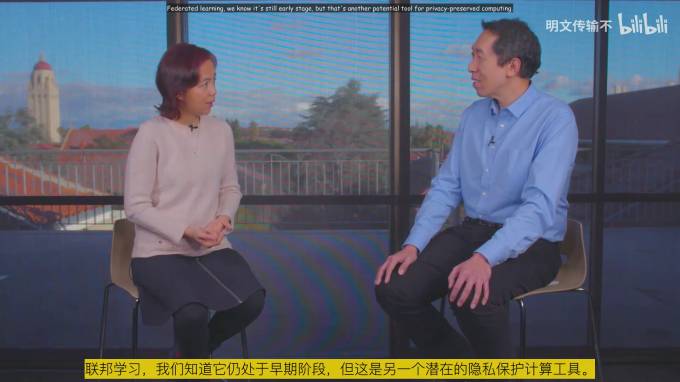 Federated learning, we know it's still early stage, but that's another potential tool for privacy-preserved computing.
明文传输不 bilibili
联邦学习，我们知道它仍处于早期阶段，但这是另一个潜在的隐私保护计算工具。